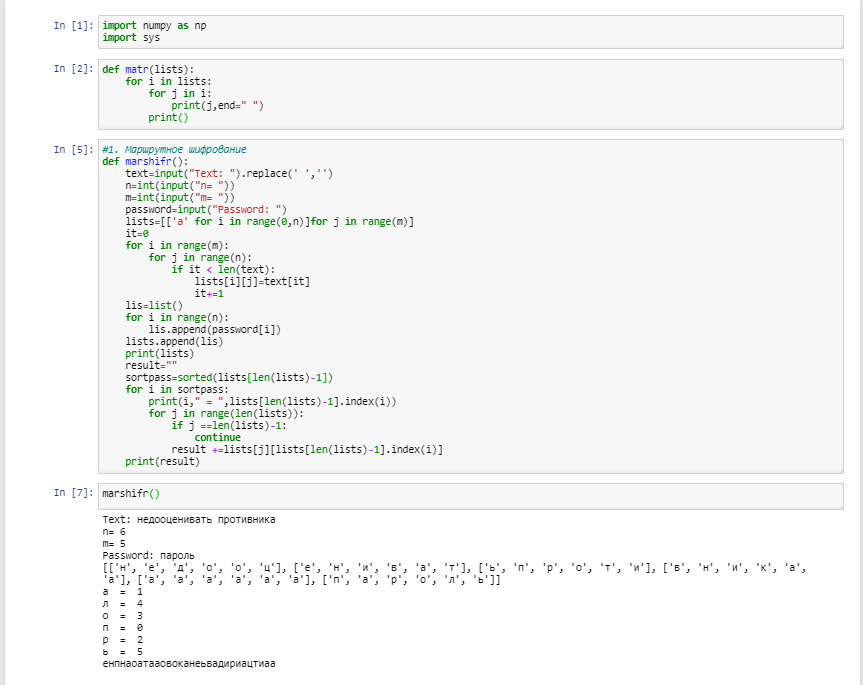 In [1]: import numpy as np
import sys
In [2]: def matr(lists):
    for i in lists:
        for j in i:
            print(j,end=" ")
        print()
In [5]: #1. Маршрутное шифрование
def marshifr():
    text=input("Text: ").replace(' ','')
    n=int(input("n= "))
    m=int(input("m= "))
    password=input("Password: ")
    lists=[['a' for i in range(0,n)]for j in range(m)]
    it=0
    for i in range(m):
        for j in range(n):
            if it < len(text):
                lists[i][j]=text[it]
                it+=1
    lis=list()
    for i in range(n):
        lis.append(password[i])
    lists.append(lis)
    print(lists)
    result=""
    sortpass=sorted(lists[len(lists)-1])
    for i in sortpass:
        print(i," = ",lists[len(lists)-1].index(i))
        for j in range(len(lists)):
            if j ==len(lists)-1:
                continue
            result +=lists[j][lists[len(lists)-1].index(i)]
    print(result)
In [7]: marshifr()
Text: недооценивать противника
n= 6
m= 5
Password: пароль
[['н', 'е', 'д', 'о', 'о', 'ц'], ['е', 'н', 'и', 'в', 'а', 'т'], ['ь', 'п', 'р', 'о', 'т', 'и'], ['в', 'н', 'и', 'к', 'а',
'a'], ['a', 'a', 'a', 'a', 'a', 'a'], ['п', 'а', 'р', 'о', 'л', 'ь']]
а  =  1
л  =  4
о  =  3
п  =  0
р  =  2
ь  =  5
енпнаоатааовоканеьвадириацтиаа